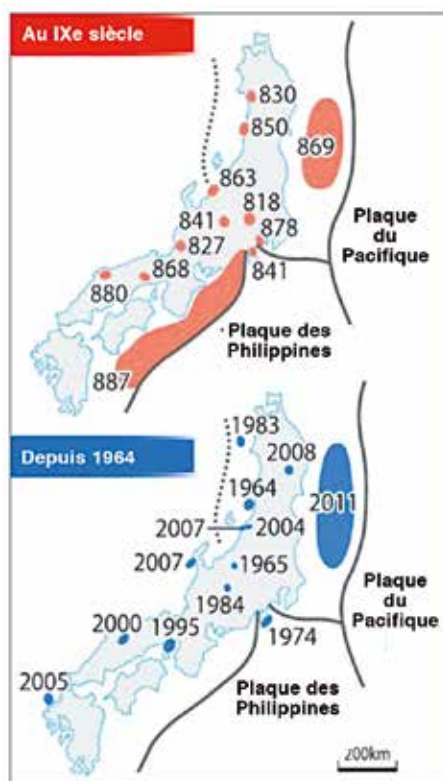 Au IXe siècle
830
850
869
863
818
841
878
827
841
868
880
887
Plaque
du
Pacifique
Plaque des
Philippines
Depuis 1964
1983
2008
1964
2011
2007
2004
2007
1965
1984
2000
1995
1974
2005
Plaque
du
Pacifique
Plaque des
Philippines
200km